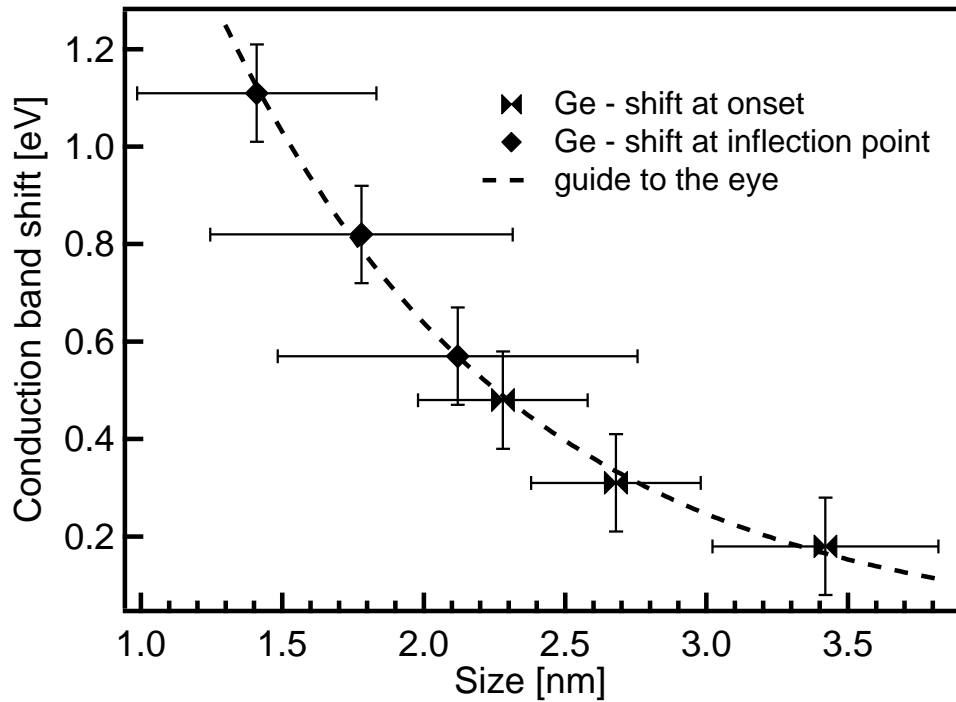 1.2
1.0
0.8
0.6
0.4
0.2
Conduction band shift [eV]
Ge - shift at onset
Ge - shift at inflection point
guide to the eye
1.0 1.5 2.0 2.5 3.0 3.5
Size [nm]